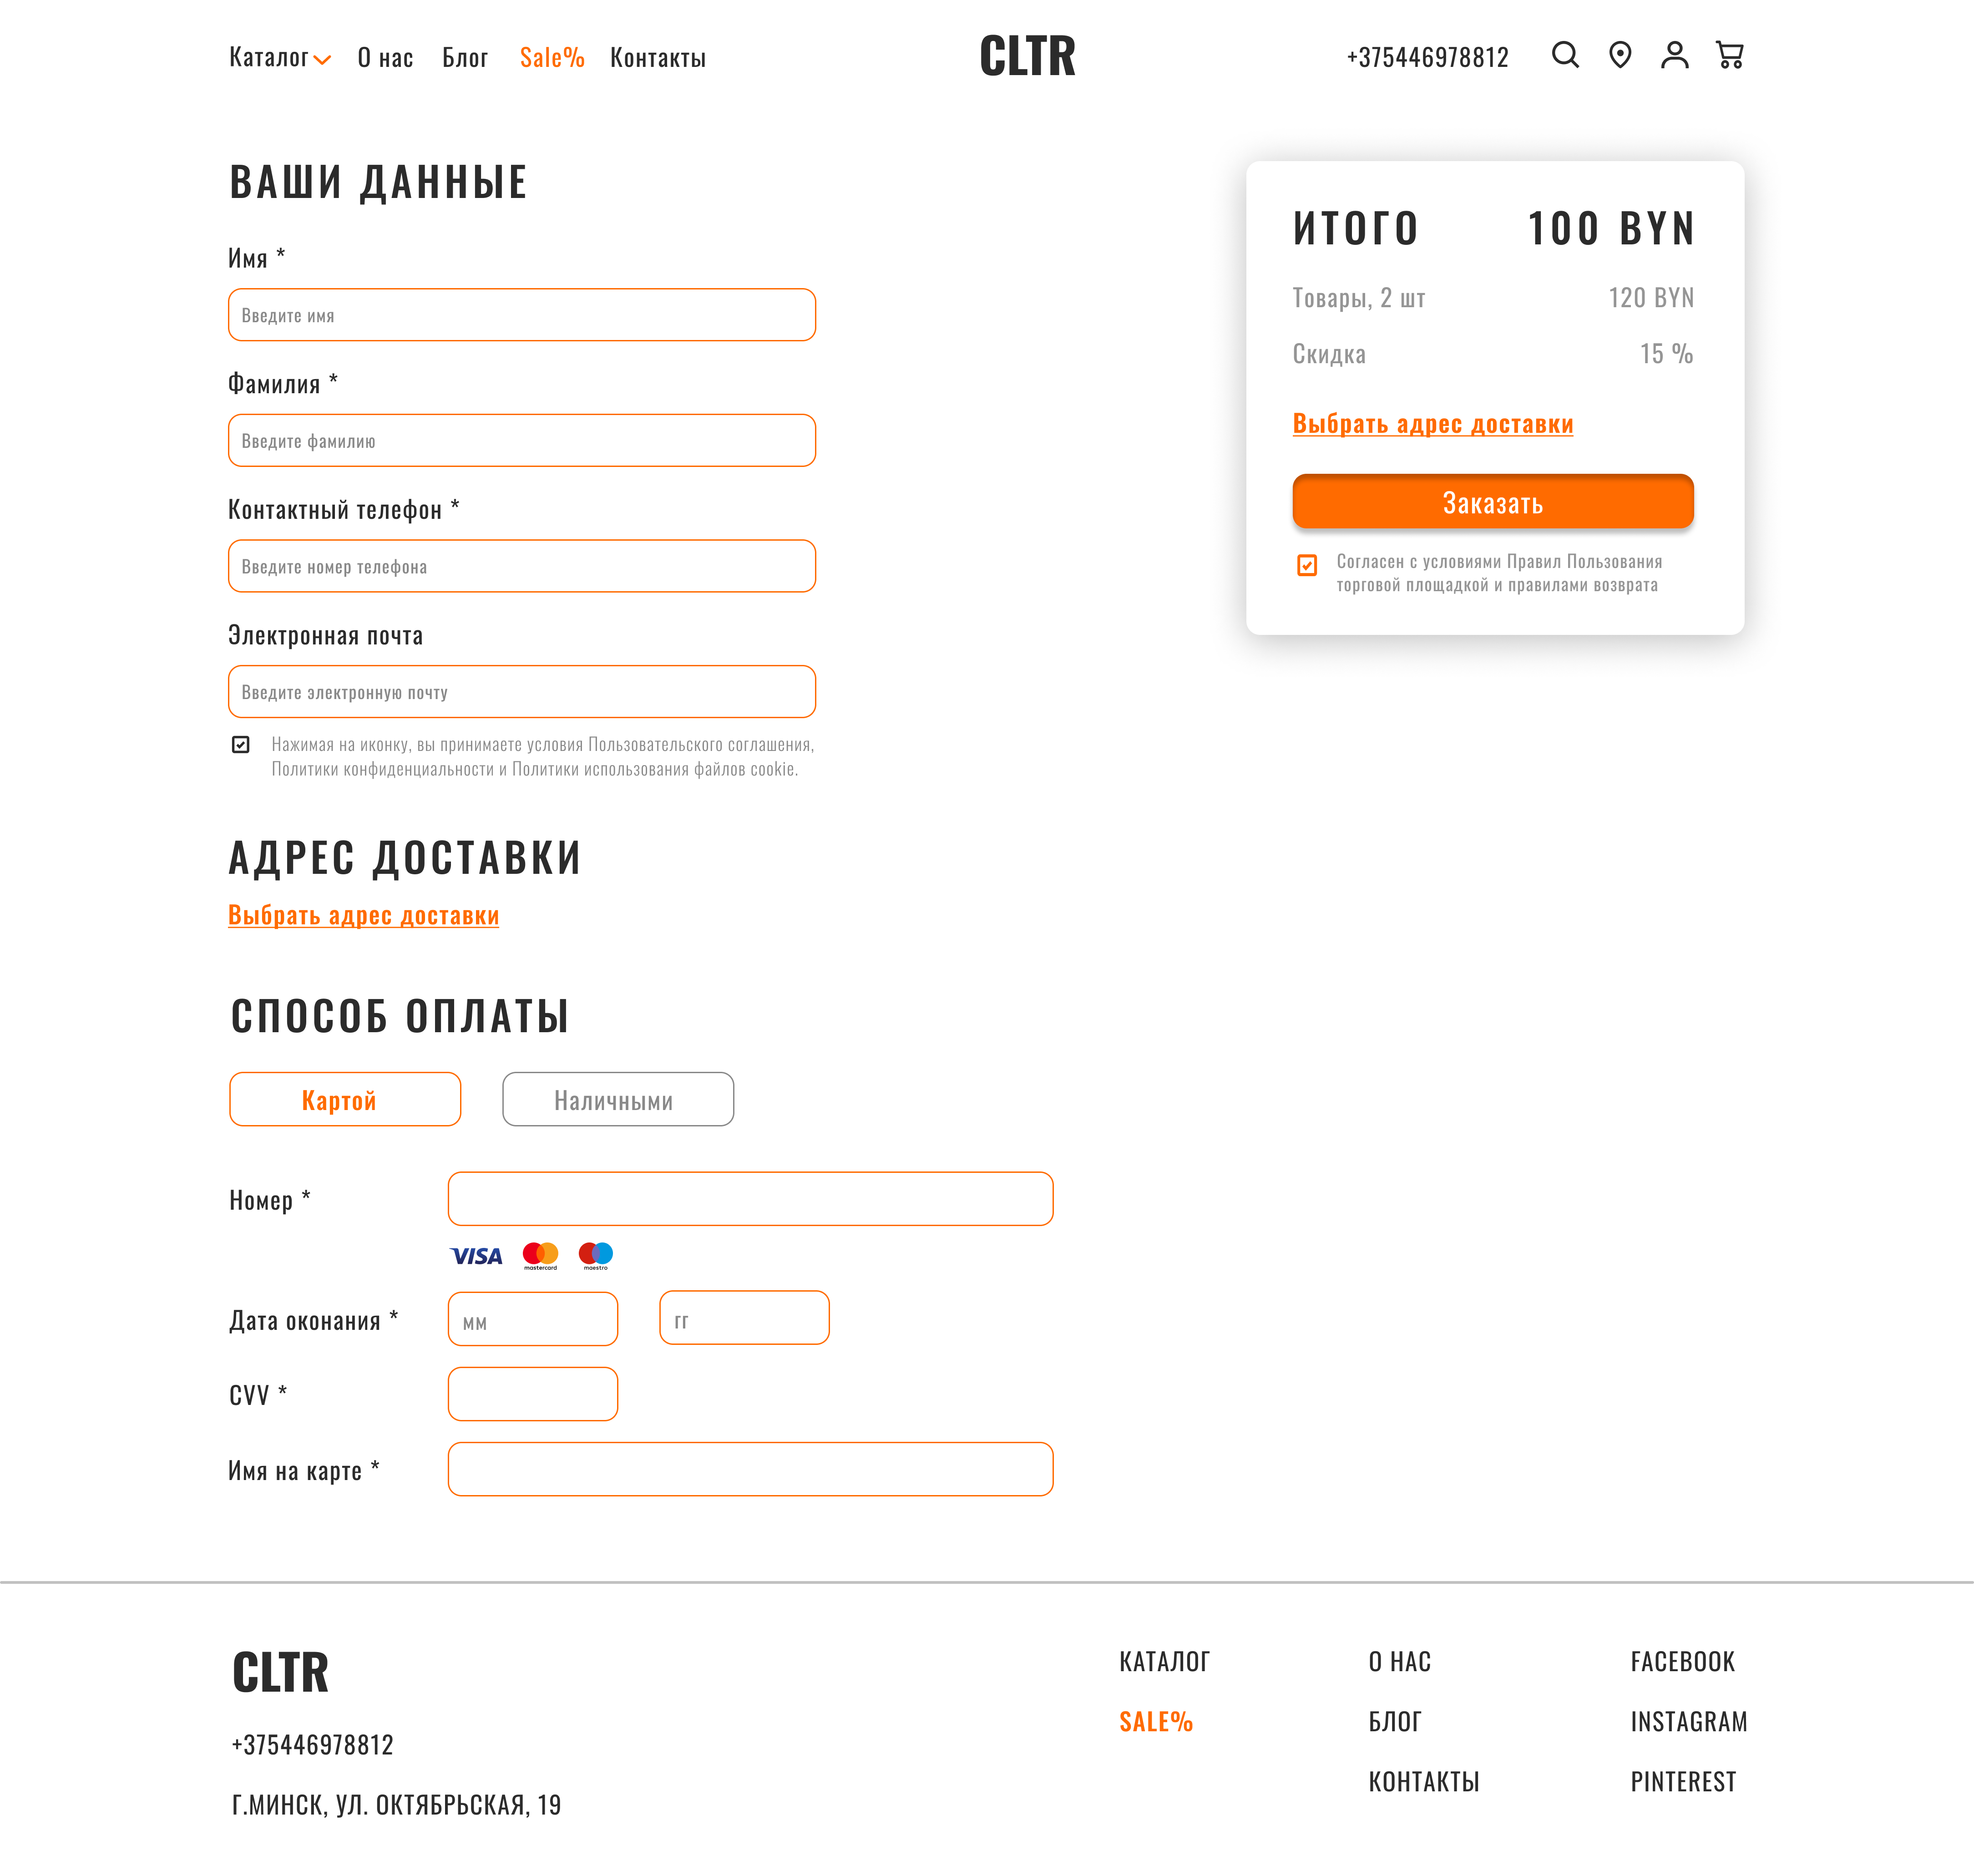 Каталог О нас Блог Sale% Контакты CLTR +375446978812
ВАШИ ДАННЫЕ
Имя *
Введите имя
Фамилия *
Введите фамилию
Контактный телефон *
Введите номер телефона
Электронная почта
Введите электронную почту
Нажимая на иконку, вы принимаете условия Пользовательского соглашения,
Политики конфиденциальности и Политики использования файлов cookie.
ИТОГО 100 BYN
Товары, 2 шт 120 BYN
Скидка 15 %
Выбрать адрес доставки
Заказать
Согласен с условиями Правил Пользования
торговой площадкой и правилами возврата
АДРЕС ДОСТАВКИ
Выбрать адрес доставки
СПОСОБ ОПЛАТЫ
Картой Наличными
Номер *
VISA mastercard maestro
Дата оконания * мм гг
CVV *
Имя на карте *
CLTR
+375446978812
Г.МИНСК, УЛ. ОКТЯБРЬСКАЯ, 19
КАТАЛОГ
SALE%
О НАС
БЛОГ
КОНТАКТЫ
FACEBOOK
INSTAGRAM
PINTEREST